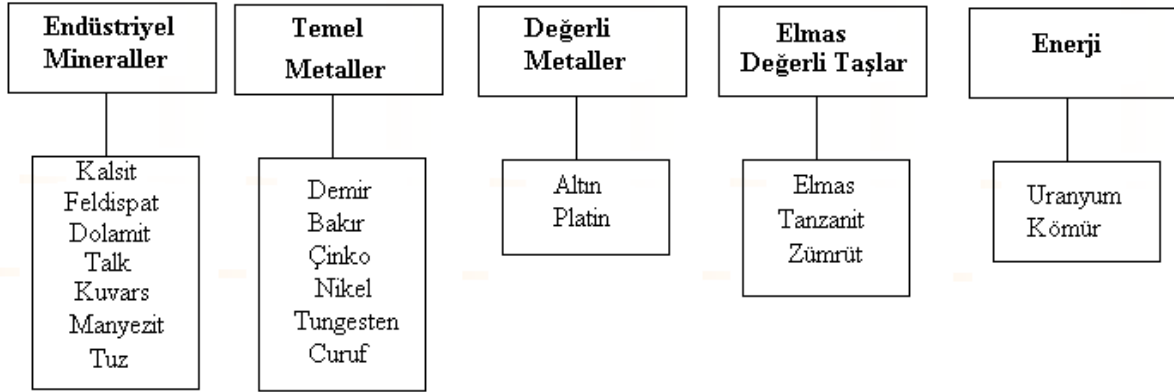 Endüstriyel
Mineraller
Kalsit
Feldispat
Dolamit
Talk
Kuvars
Manyezit
Tuz
Temel
Metaller
Demir
Bakır
Çinko
Nikel
Tungesten
Curuf
Değerli
Metaller
Altın
Platin
Elmas
Değerli Taşlar
Elmas
Tanzanit
Zümrüt
Enerji
Uranyum
Kömür